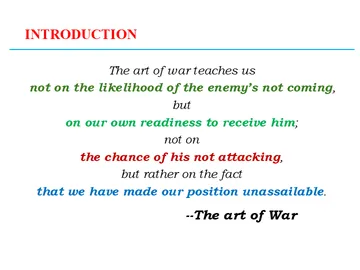 INTRODUCTION
The art of war teaches us
not on the likelihood of the enemy's not coming,
but
on our own readiness to receive him;
not on
the chance of his not attacking,
but rather on the fact
that we have made our position unassailable.
--The art of War